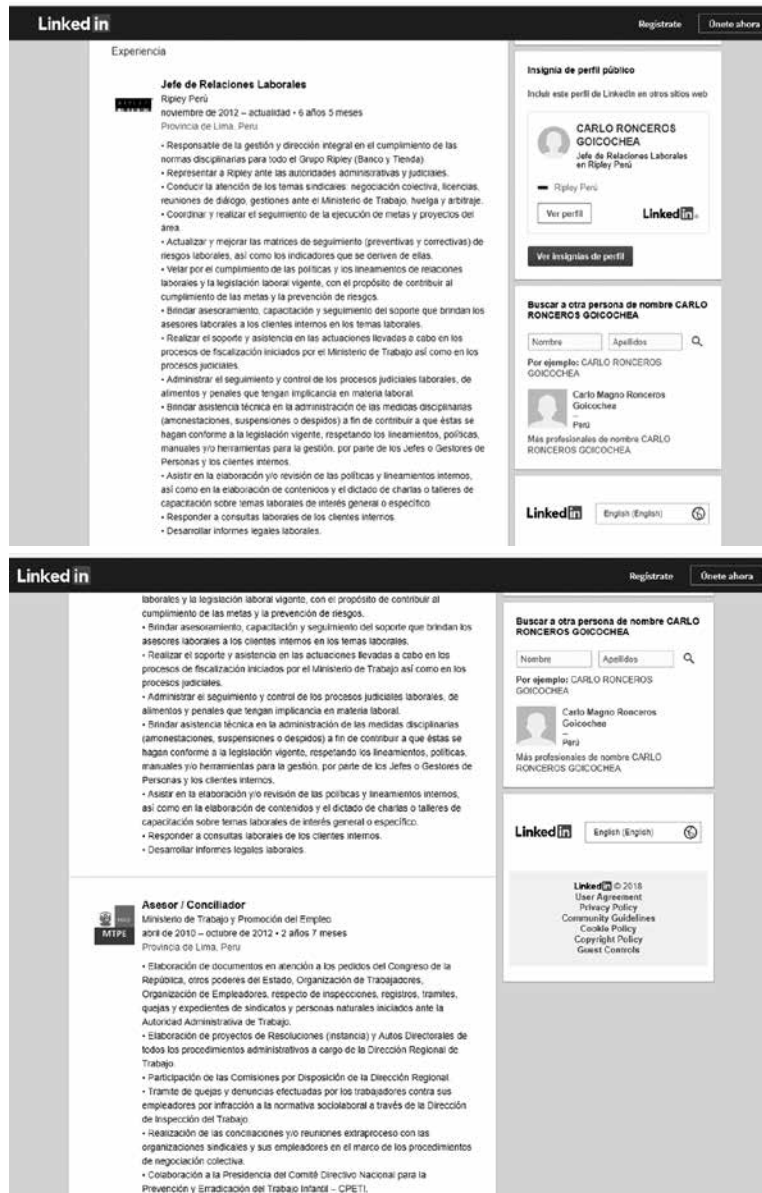 Linked in
Regístrate
Únete ahora
Experiencia
Jefe de Relaciones Laborales
Ripley Perú
noviembre de 2012 – actualidad • 6 años 5 meses
Provincia de Lima, Peru
• Responsable de la gestión y dirección integral en el cumplimiento de las
normas disciplinarias para todo el Grupo Ripley (Banco y Tienda)
• Representar a Ripley ante las autoridades administrativas y judiciales.
• Conducir la atención de los temas sindicales: negociación colectiva, licencias,
reuniones de diálogo, gestiones ante el Ministerio de Trabajo, huelga y arbitraje.
• Coordinar y realizar el seguimiento de la ejecución de metas y proyectos del
área.
• Actualizar y mejorar las matrices de seguimiento (preventivas y correctivas) de
riesgos laborales, así como los indicadores que se deriven de ellas.
• Velar por el cumplimiento de las políticas y los lineamientos de relaciones
laborales y la legislación laboral vigente, con el propósito de contribuir al
cumplimiento de las metas y la prevención de riesgos.
• Brindar asesoramiento, capacitación y seguimiento del soporte que brindan los
asesores laborales a los clientes internos en los temas laborales.
• Realizar el soporte y asistencia en las actuaciones llevadas a cabo en los
procesos de fiscalización iniciados por el Ministerio de Trabajo así como en los
procesos judiciales.
• Administrar el seguimiento y control de los procesos judiciales laborales, de
alimentos y penales que tengan implicancia en materia laboral.
• Brindar asistencia técnica en la administración de las medidas disciplinarias
(amonestaciones, suspensiones o despidos) a fin de contribuir a que éstas se
hagan conforme a la legislación vigente, respetando los lineamientos, políticas,
manuales y/o herramientas para la gestión, por parte de los Jefes o Gestores de
Personas y los clientes internos.
• Asistir en la elaboración y/o revisión de las políticas y lineamientos internos,
así como en la elaboración de contenidos y el dictado de charlas o talleres de
capacitación sobre temas laborales de interés general o específico.
• Responder a consultas laborales de los clientes internos.
• Desarrollar informes legales laborales.
Insignia de perfil público
Incluir este perfil de LinkedIn en otros sitios web
CARLO RONCEROS
GOICOCHEA
Jefe de Relaciones Laborales
en Ripley Perú
Ripley Perú
Ver perfil
Linked in
Ver insignias de perfil
Buscar a otra persona de nombre CARLO
RONCEROS GOICOCHEA
Nombre
Apellidos
Por ejemplo: CARLO RONCEROS
GOICOCHEA
Carlo Magno Ronceros
Goicochea
–
Perú
Más profesionales de nombre CARLO
RONCEROS GOICOCHEA
Linked in
English (English)
Linked in
Regístrate
Únete ahora
laborales y la legislación laboral vigente, con el propósito de contribuir al
cumplimiento de las metas y la prevención de riesgos.
• Brindar asesoramiento, capacitación y seguimiento del soporte que brindan los
asesores laborales a los clientes internos en los temas laborales.
• Realizar el soporte y asistencia en las actuaciones llevadas a cabo en los
procesos de fiscalización iniciados por el Ministerio de Trabajo así como en los
procesos judiciales.
• Administrar el seguimiento y control de los procesos judiciales laborales, de
alimentos y penales que tengan implicancia en materia laboral.
• Brindar asistencia técnica en la administración de las medidas disciplinarias
(amonestaciones, suspensiones o despidos) a fin de contribuir a que éstas se
hagan conforme a la legislación vigente, respetando los lineamientos, políticas,
manuales y/o herramientas para la gestión, por parte de los Jefes o Gestores de
Personas y los clientes internos.
• Asistir en la elaboración y/o revisión de las políticas y lineamientos internos,
así como en la elaboración de contenidos y el dictado de charlas o talleres de
capacitación sobre temas laborales de interés general o específico.
• Responder a consultas laborales de los clientes internos.
• Desarrollar informes legales laborales.
MTPE
Asesor / Conciliador
Ministerio de Trabajo y Promoción del Empleo
abril de 2010 – octubre de 2012 • 2 años 7 meses
Provincia de Lima, Peru
• Elaboración de documentos en atención a los pedidos del Congreso de la
República, otros poderes del Estado, Organización de Trabajadores,
Organización de Empleadores, respecto de inspecciones, registros, tramites,
quejas y expedientes de sindicatos y personas naturales iniciados ante la
Autoridad Administrativa de Trabajo.
• Elaboración de proyectos de Resoluciones (instancia) y Autos Directorales de
todos los procedimientos administrativos a cargo de la Dirección Regional de
Trabajo.
• Participación de las Comisiones por Disposición de la Dirección Regional.
• Tramite de quejas y denuncias efectuadas por los trabajadores contra sus
empleadores por infracción a la normativa sociolaboral a través de la Dirección
de Inspección del Trabajo.
• Realización de las conciliaciones y/o reuniones extraproceso con las
organizaciones sindicales y sus empleadores en el marco de los procedimientos
de negociación colectiva.
• Colaboración a la Presidencia del Comité Directivo Nacional para la
Prevención y Erradicación del Trabajo Infantil – CPETI.
Buscar a otra persona de nombre CARLO
RONCEROS GOICOCHEA
Nombre
Apellidos
Por ejemplo: CARLO RONCEROS
GOICOCHEA
Carlo Magno Ronceros
Goicochea
–
Perú
Más profesionales de nombre CARLO
RONCEROS GOICOCHEA
Linked in
English (English)
Linked in © 2018
User Agreement
Privacy Policy
Community Guidelines
Cookie Policy
Copyright Policy
Guest Controls